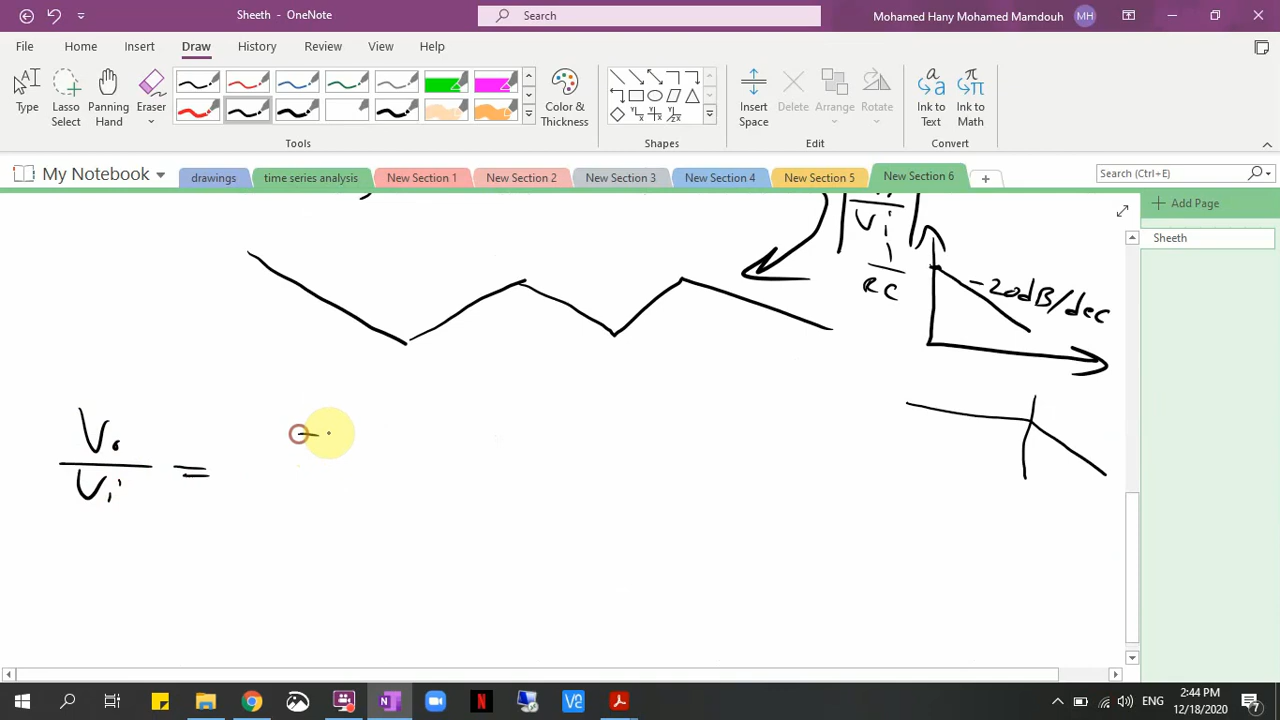 Sheeth - OneNote
Search
Mohamed Hany Mohamed Mamdouh
MH
File Home Insert Draw History Review View Help
Type
Lasso Select
Panning Hand
Eraser
Color & Thickness
Insert Space
Delete
Arrange
Rotate
Ink to Text
Ink to Math
Tools
Shapes
Edit
Convert
My Notebook
drawings
time series analysis
New Section 1
New Section 2
New Section 3
New Section 4
New Section 5
New Section 6
Search (Ctrl+E)
Add Page
Sheeth
Vi
1
RC
-20dB/dec
Vo
Vi
=
-
ENG
2:44 PM
12/18/2020
7